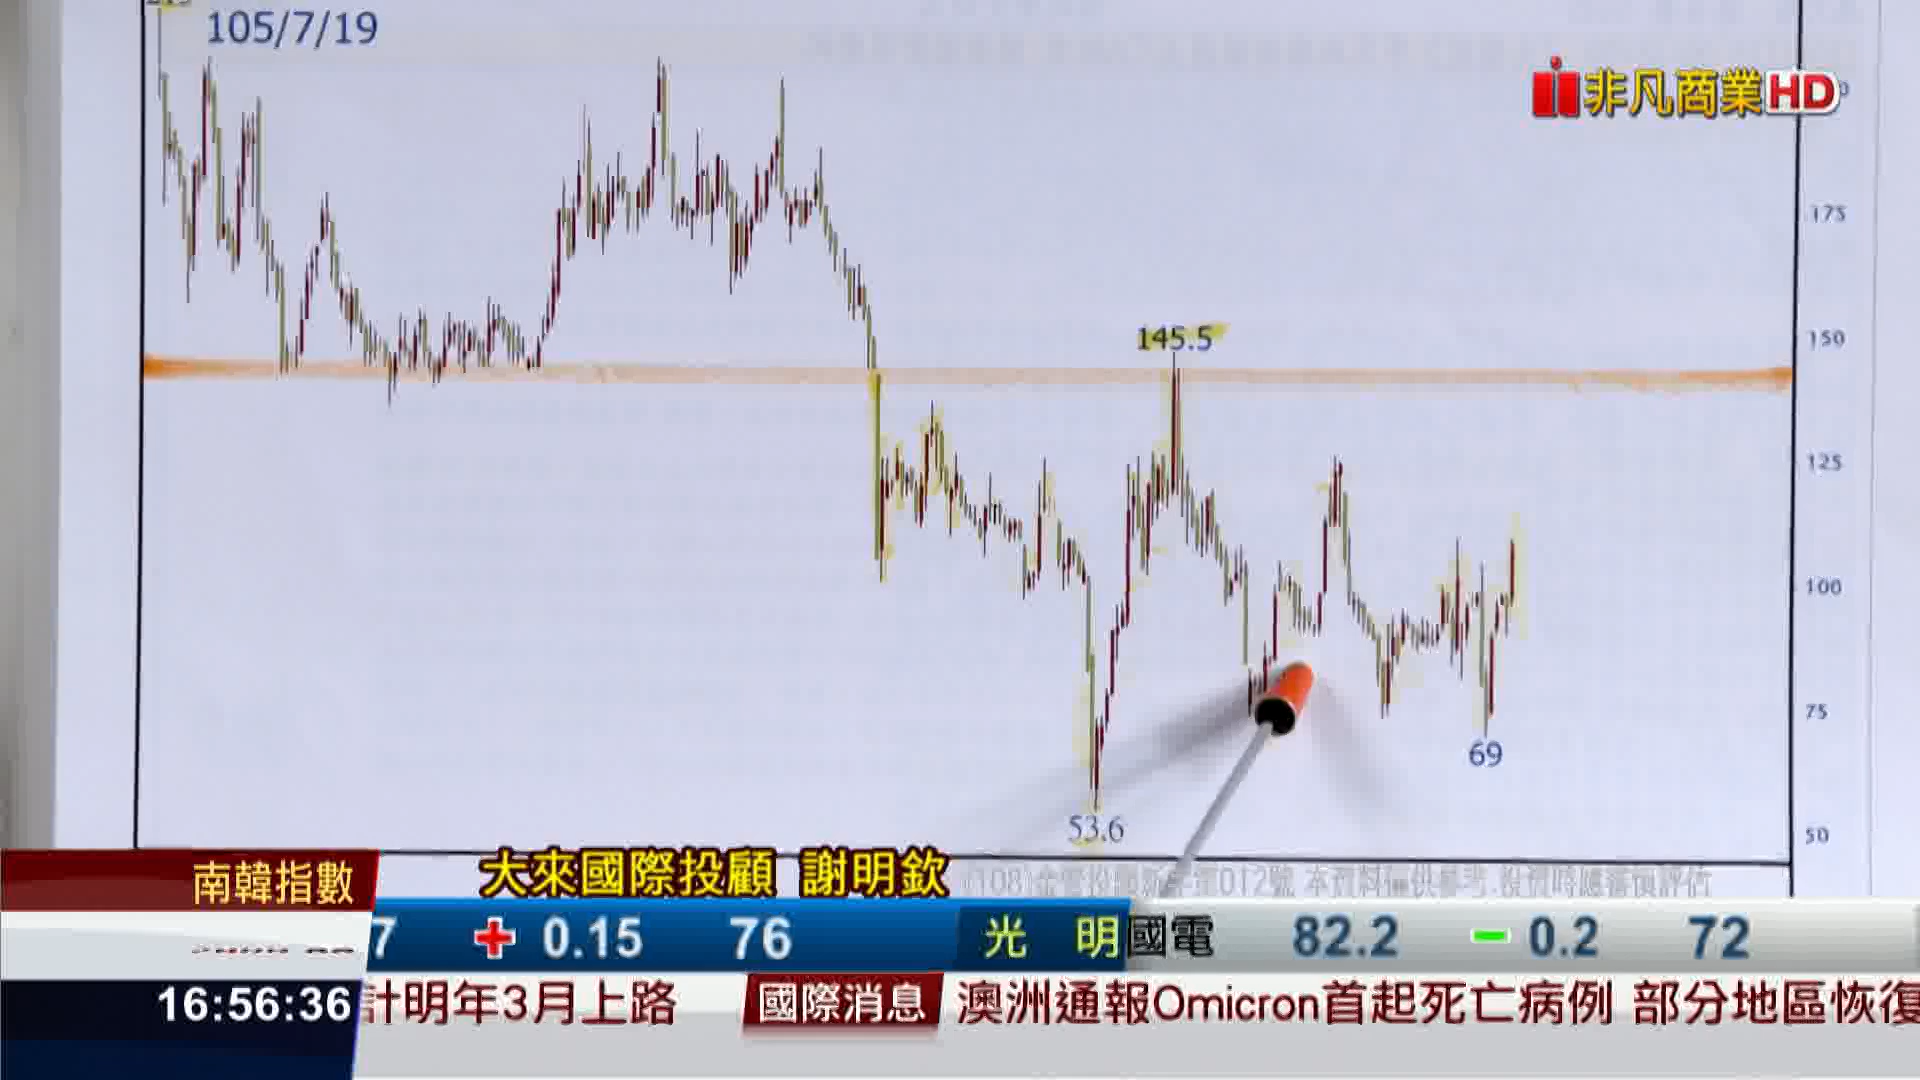 105/7/19
非凡商業HD
175
145.5
150
125
100
75
69
53.6
50
南韓指數
大來國際投顧 謝明欽
7 + 0.15 76 光 明 國電 82.2 - 0.2 72
16:56:36
計明年3月上路 國際消息 澳洲通報Omicron首起死亡病例 部分地區恢復